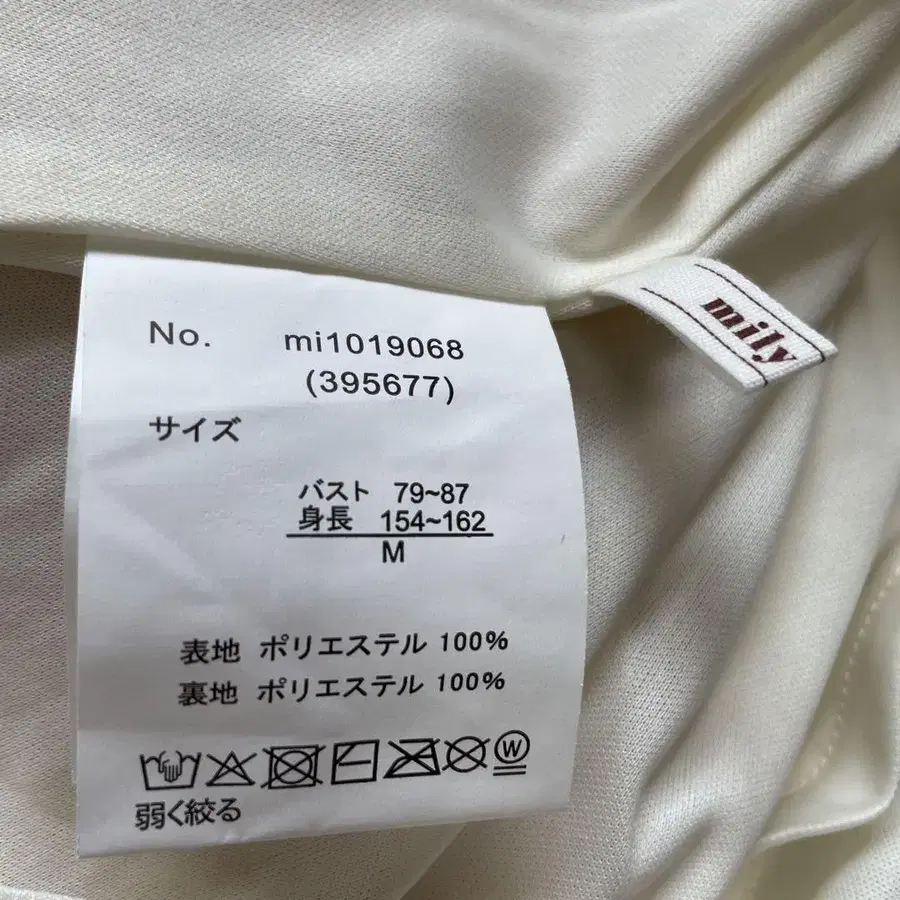 No. mi1019068
(395677)
サイズ
バスト 79~87
身長 154~162
M
表地 ポリエステル 100%
裏地 ポリエステル 100%
W
弱く絞る
mily